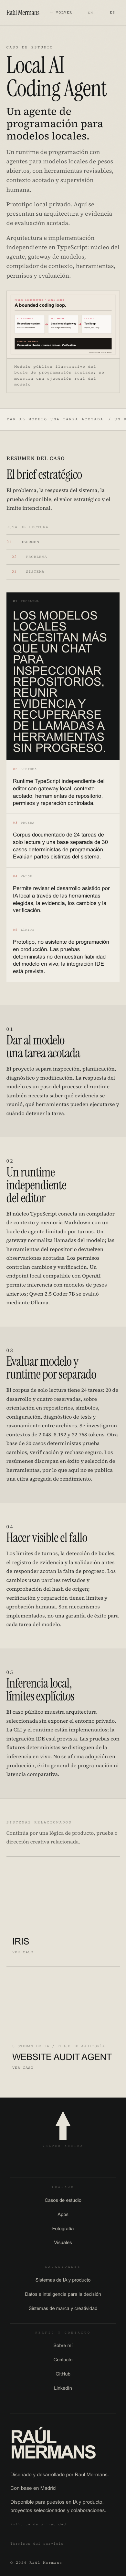 Raúl Mermans
← VOLVER
EN
ES
CASO DE ESTUDIO
Local AI
Coding Agent
Un agente de
programación para
modelos locales.
Un runtime de programación
con agentes para modelos de pesos
abiertos, con herramientas revisables,
contexto acotado y revisión
humana.
Prototipo local privado. Aquí se
presentan su arquitectura y evidencia
de evaluación acotada.
Arquitectura e implementación
independiente en TypeScript: núcleo del
agente, gateway de modelos,
compilador de contexto, herramientas,
permisos y evaluación.
RESUMEN DEL CASO
El brief estratégico
El problema, la respuesta del sistema, la
prueba disponible, el valor estratégico y el
límite intencional.
RUTA DE LECTURA
01 RESUMEN
02 PROBLEMA
03 SISTEMA
LOS MODELOS
LOCALES
NECESITAN MÁS
QUE UN CHAT
PARA
INSPECCIONAR
REPOSITORIOS,
REUNIR
EVIDENCIA Y
RECUPERARSE
DE LLAMADAS A
HERRAMIENTAS
SIN PROGRESO.
Runtime TypeScript independiente del
editor con gateway local, contexto
acotado, herramientas de repositorio,
permisos y reparación controlada.
Corpus documentado de 24 tareas de
solo lectura y una base separada de 30
casos deterministas de programación.
Evalúan partes distintas del sistema.
Permite revisar el desarrollo asistido por
IA local a través de las herramientas
elegidas, la evidencia, los cambios y la
verificación.
Prototipo, no asistente de programación
en producción. Las pruebas
deterministas no demuestran fiabilidad
del modelo en vivo; la integración IDE
está prevista.
01
Dar al modelo
una tarea acotada
El proyecto separa inspección, planificación,
diagnóstico y modificación. La respuesta del
modelo es un paso del proceso: el runtime
también necesita saber qué evidencia se
reunió, qué herramientas pueden ejecutarse y
cuándo detener la tarea.
02
Un runtime
independiente
del editor
El núcleo TypeScript conecta un compilador
de contexto y memoria Markdown con un
bucle de agente limitado por turnos. Un
gateway normaliza llamadas del modelo; las
herramientas del repositorio devuelven
observaciones acotadas. Los permisos
controlan cambios y verificación. Un
endpoint local compatible con OpenAI
permite inferencia con modelos de pesos
abiertos; Qwen 2.5 Coder 7B se evaluó
mediante Ollama.
03
Evaluar modelo y
runtime por separado
El corpus de solo lectura tiene 24 tareas: 20 de
desarrollo y cuatro reservadas, sobre
orientación en repositorios, símbolos,
configuración, diagnóstico de tests y
arquitectura entre archivos. Se investigaron
contextos de 2.048, 8.192 y 32.768 tokens. Otra
base de 30 casos deterministas prueba
cambios, verificación y rechazo seguro. Los
resúmenes discrepan en éxito y selección de
herramientas, por lo que aquí no se publica
una cifra agregada de rendimiento.
04
Hacer visible el fallo
Los límites de turnos, la detección de bucles,
el registro de evidencia y la validación antes
de responder acotan la falta de progreso. Los
cambios usan parches revisados y
comprobación del hash de origen;
verificación y reparación tienen límites y
aprobación humana. Son mecanismos
implementados, no una garantía de éxito para
cada tarea del modelo.
05
Inferencia local,
límites explícitos
El caso público muestra arquitectura
seleccionada sin exponer el entorno privado.
La CLI y el runtime están implementados; la
integración IDE está prevista. Las pruebas con
fixtures deterministas se distinguen de la
inferencia en vivo. No se afirma adopción en
producción, éxito general de programación ni
latencia comparativa.
SISTEMAS RELACIONADOS
Continúa por una lógica de producto, prueba o
dirección creativa relacionada.
IRIS
VER CASO
WEBSITE AUDIT AGENT
VER CASO
Casos de estudio
Apps
Fotografía
Visuales
Sistemas de IA y producto
Datos e inteligencia para la decisión
Sistemas de marca y creatividad
Sobre mí
Contacto
GitHub
LinkedIn
RAÚL
MERMANS
Diseñado y desarrollado por Raúl Mermans.
Con base en Madrid
Disponible para puestos en IA y producto,
proyectos seleccionados y colaboraciones.
Política de privacidad
© 2026 Raúl Mermans